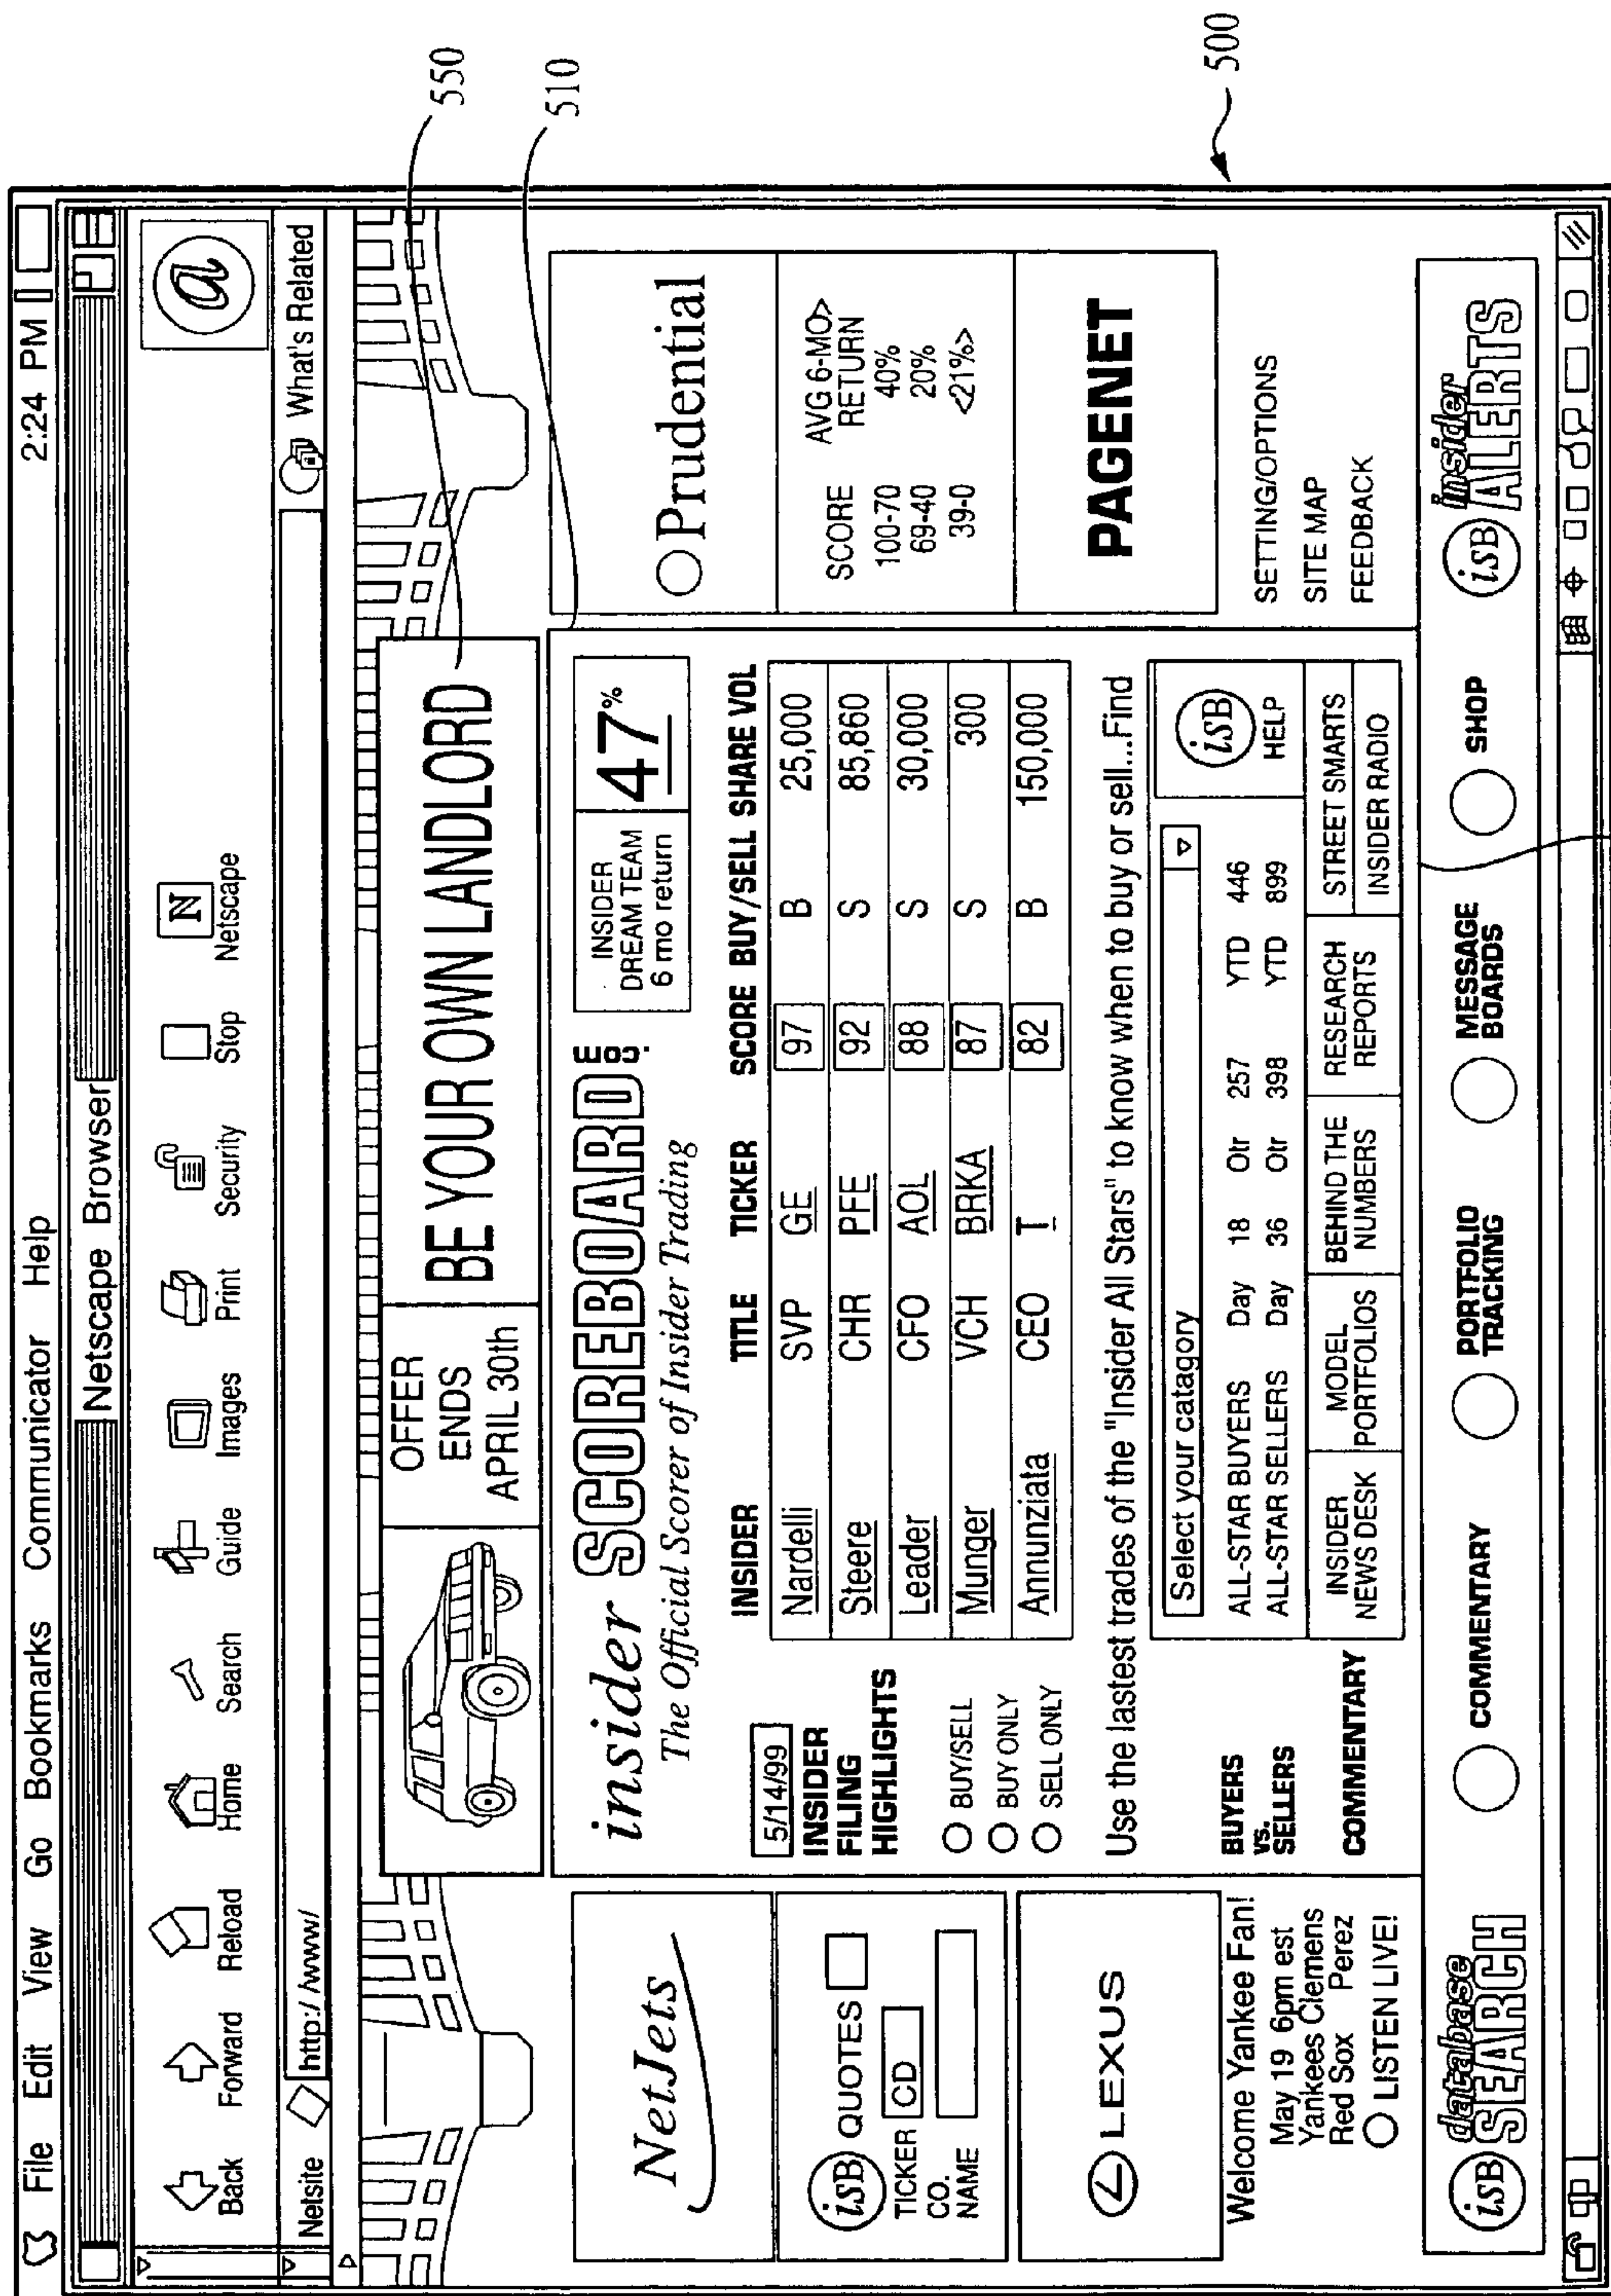 File Edit View Go Bookmarks Communicator Help 2:24 PM
Netscape Browser
Back Forward Reload Home Search Guide Images Print Security Stop Netscape
N
a
Netsite http:/ /www/ What's Related
OFFER
ENDS
APRIL 30th
BE YOUR OWN LANDLORD
550
510
500
NetJets
isB QUOTES
TICKER CD
CO.
NAME
LEXUS
Welcome Yankee Fan!
May 19 6pm est
Yankees Clemens
Red Sox Perez
LISTEN LIVE!
insider SCOREBOARD
The Official Scorer of Insider Trading
INSIDER
DREAM TEAM
6 mo return
47%
5/14/99
INSIDER
FILING
HIGHLIGHTS
BUY/SELL
BUY ONLY
SELL ONLY
INSIDER TITLE TICKER SCORE BUY/SELL SHARE VOL
Nardelli SVP GE 97 B 25,000
Steere CHR PFE 92 S 85,860
Leader CFO AOL 88 S 30,000
Munger VCH BRKA 87 S 300
Annunziata CEO T 82 B 150,000
Use the lastest trades of the "Insider All Stars" to know when to buy or sell...Find
Select your catagory
isB
HELP
BUYERS
vs.
SELLERS
ALL-STAR BUYERS Day 18 Otr 257 YTD 446
ALL-STAR SELLERS Day 36 Otr 398 YTD 899
COMMENTARY
INSIDER
NEWS DESK
MODEL
PORTFOLIOS
BEHIND THE
NUMBERS
RESEARCH
REPORTS
STREET SMARTS
INSIDER RADIO
Prudential
SCORE AVG 6-MO>
RETURN
100-70 40%
69-40 20%
39-0 <21%>
PAGENET
SETTING/OPTIONS
SITE MAP
FEEDBACK
isB database
SEARCH
COMMENTARY
PORTFOLIO
TRACKING
MESSAGE
BOARDS
SHOP
isB insider
ALERTS